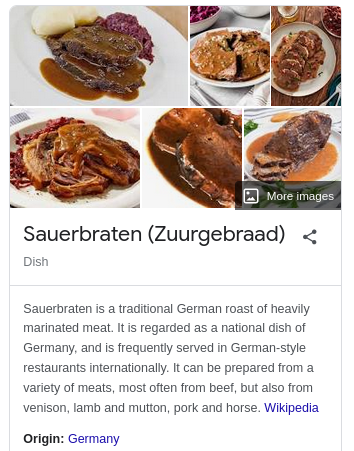 More images
Sauerbraten (Zuurgebraad)
Dish
Sauerbraten is a traditional German roast of heavily
marinated meat. It is regarded as a national dish of
Germany, and is frequently served in German-style
restaurants internationally. It can be prepared from a
variety of meats, most often from beef, but also from
venison, lamb and mutton, pork and horse. Wikipedia
Origin: Germany